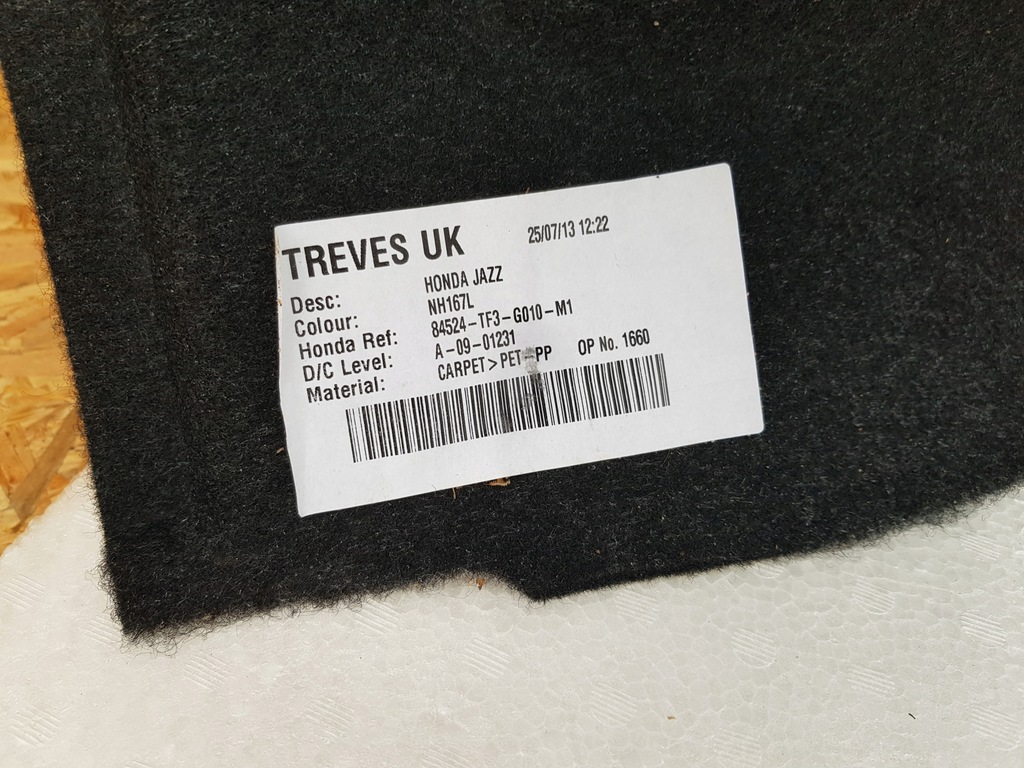 TREVES UK 25/07/13 12:22
Desc: HONDA JAZZ
Colour: NH167L
Honda Ref: 84524-TF3-G010-M1
D/C Level: A-09-01231
Material: CARPET>PET-PP OP No. 1660